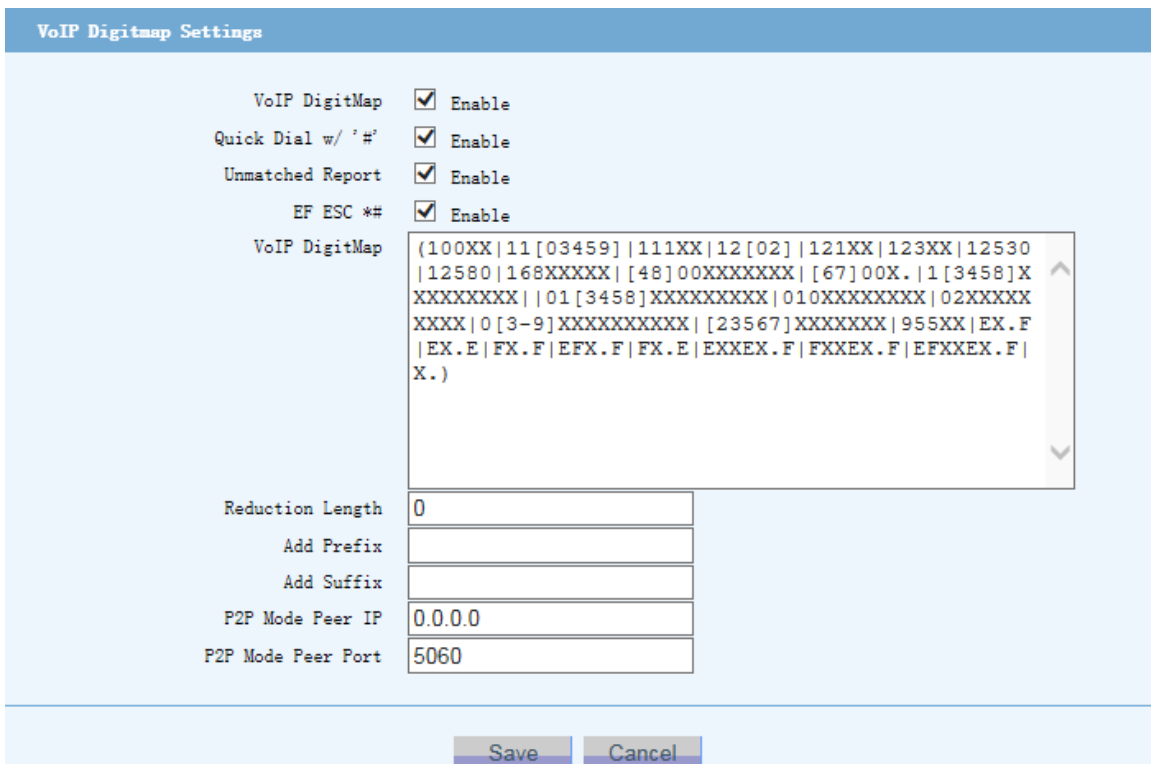 VoIP Digitmap Settings
VoIP DigitMap Enable
Quick Dial w/ '#' Enable
Unmatched Report Enable
EF ESC *# Enable
VoIP DigitMap
(100XX|11[03459]|111XX|12[02]|121XX|123XX|12530
|12580|168XXXXX|[48]00XXXXXXX|[67]00X.|1[3458]X
XXXXXXXX||01[3458]XXXXXXXXX|010XXXXXXXX|02XXXXX
XXXX|0[3-9]XXXXXXXXXX|[23567]XXXXXXX|955XX|EX.F
|EX.E|FX.F|EFX.F|FX.E|EXXEX.F|FXXEX.F|EFXXEX.F|
X.)
Reduction Length 0
Add Prefix
Add Suffix
P2P Mode Peer IP 0.0.0.0
P2P Mode Peer Port 5060
Save Cancel